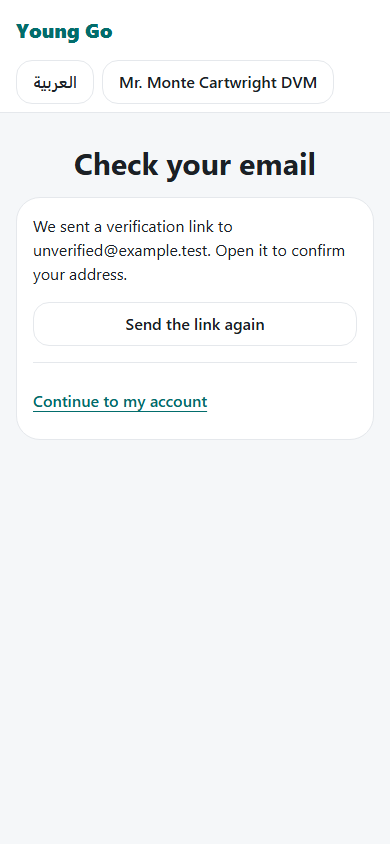 Young Go
العربية
Mr. Monte Cartwright DVM
Check your email
We sent a verification link to
unverified@example.test. Open it to confirm
your address.
Send the link again
Continue to my account